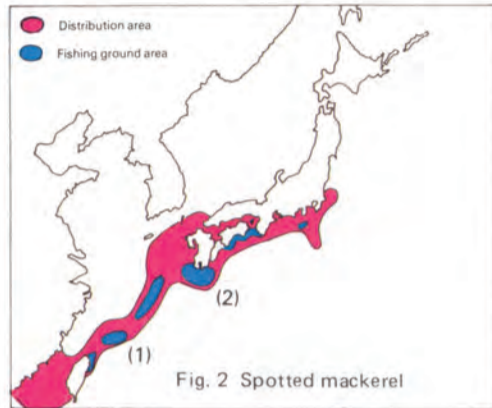 Distribution area
Fishing ground area
(2)
(1)
Fig. 2 Spotted mackerel